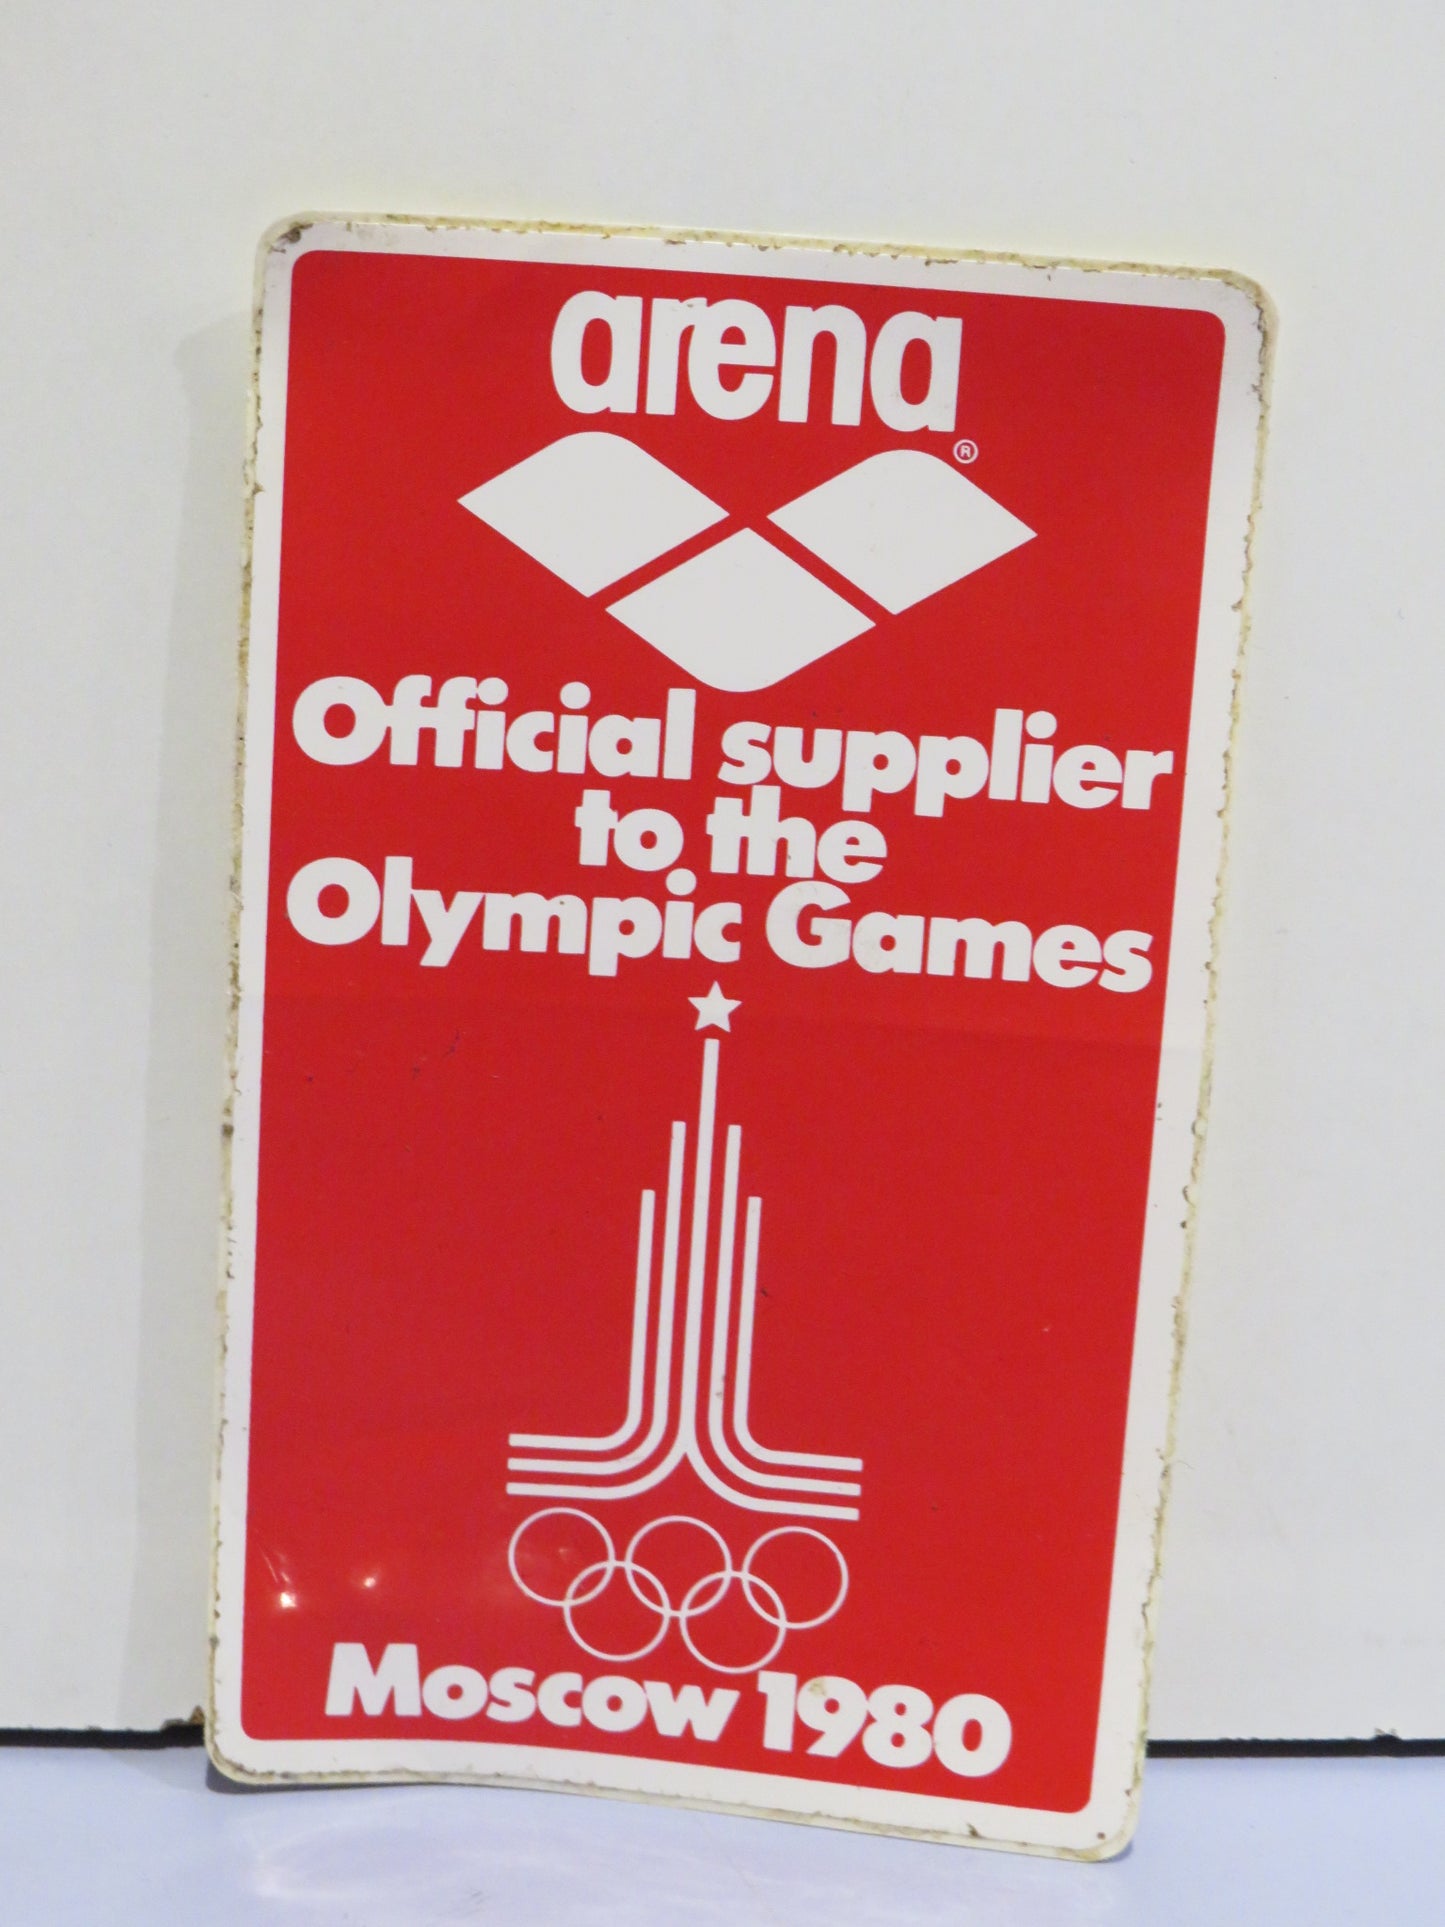 arena
®
Official supplier
to the
Olympic Games
Moscow 1980